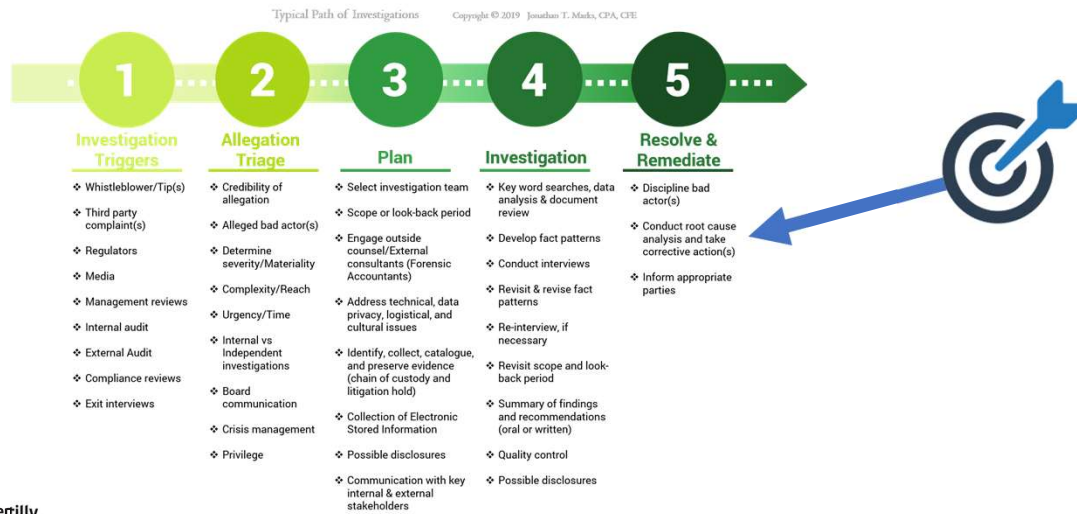 Typical Path of Investigations Copyright © 2019 Jonathan T. Marks, CPA, CFE
1
2
3
4
5
Investigation
Triggers
❖ Whistleblower/Tip(s)
❖ Third party
complaint(s)
❖ Regulators
❖ Media
❖ Management reviews
❖ Internal audit
❖ External Audit
❖ Compliance reviews
❖ Exit interviews
Allegation
Triage
❖ Credibility of
allegation
❖ Alleged bad actor(s)
❖ Determine
severity/Materiality
❖ Complexity/Reach
❖ Urgency/Time
❖ Internal vs
Independent
investigations
❖ Board
communication
❖ Crisis management
❖ Privilege
Plan
❖ Select investigation team
❖ Scope or look-back period
❖ Engage outside
counsel/External
consultants (Forensic
Accountants)
❖ Address technical, data
privacy, logistical, and
cultural issues
❖ Identify, collect, catalogue,
and preserve evidence
(chain of custody and
litigation hold)
❖ Collection of Electronic
Stored Information
❖ Possible disclosures
❖ Communication with key
internal & external
stakeholders
Investigation
❖ Key word searches, data
analysis & document
review
❖ Develop fact patterns
❖ Conduct interviews
❖ Revisit & revise fact
patterns
❖ Re-interview, if
necessary
❖ Revisit scope and look-
back period
❖ Summary of findings
and recommendations
(oral or written)
❖ Quality control
❖ Possible disclosures
Resolve &
Remediate
❖ Discipline bad
actor(s)
❖ Conduct root cause
analysis and take
corrective action(s)
❖ Inform appropriate
parties